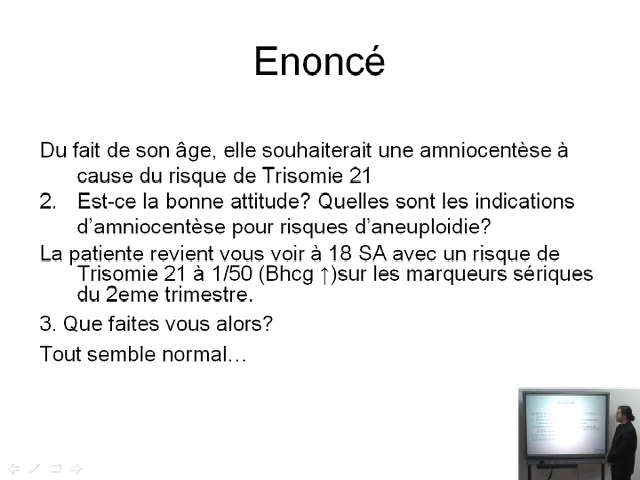 Enoncé
Du fait de son âge, elle souhaiterait une amniocentèse à
cause du risque de Trisomie 21
2. Est-ce la bonne attitude? Quelles sont les indications
d'amniocentèse pour risques d'aneuploidie?
La patiente revient vous voir à 18 SA avec un risque de
Trisomie 21 à 1/50 (Bhcg ↑)sur les marqueurs sériques
du 2eme trimestre.
3. Que faites vous alors?
Tout semble normal…